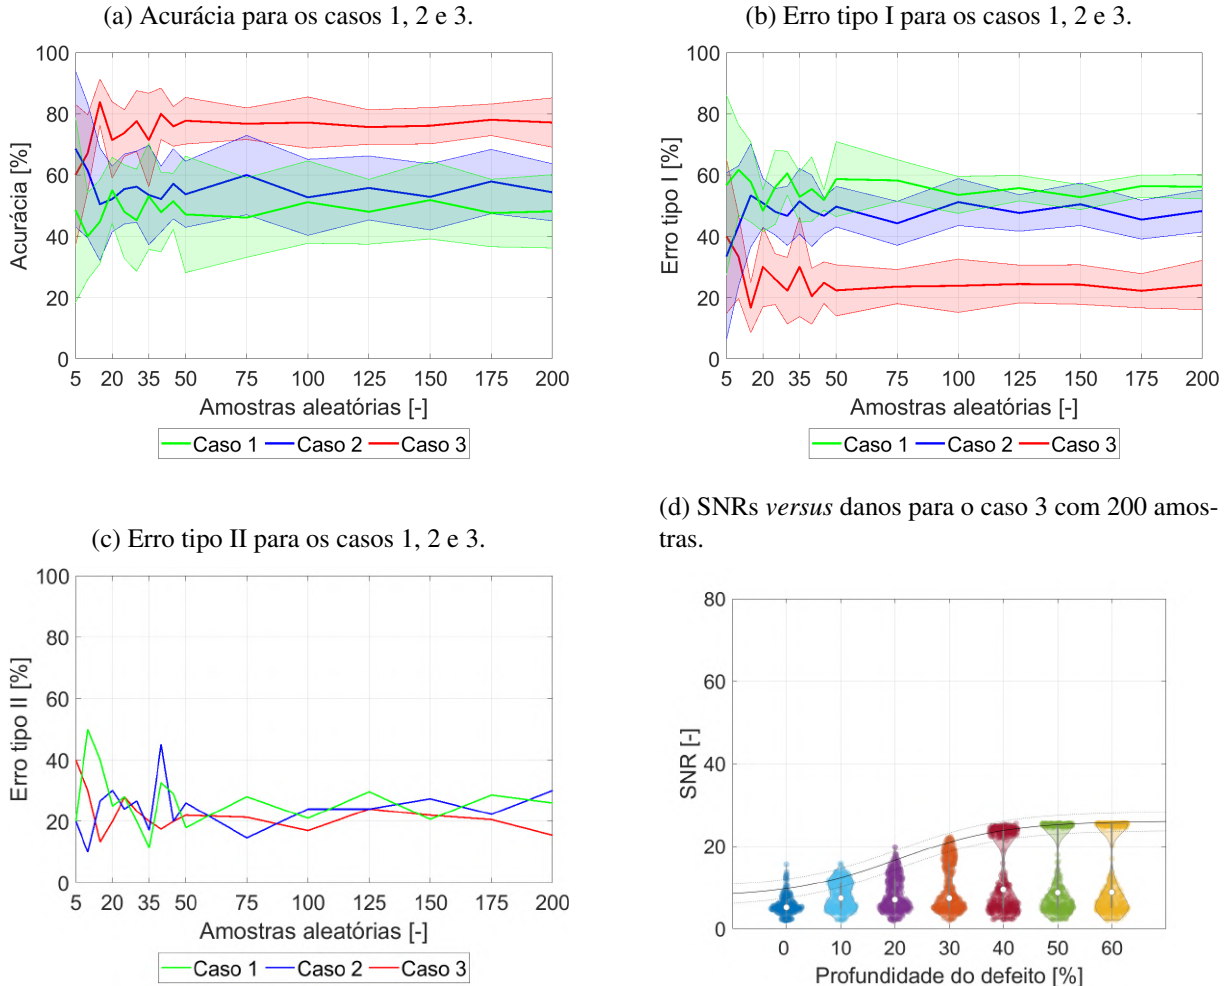 (a) Acurácia para os casos 1, 2 e 3.
100
80
60
40
20
0
Acurácia [%]
5 20 35 50 75 100 125 150 175 200
Amostras aleatórias [-]
Caso 1 Caso 2 Caso 3
(b) Erro tipo I para os casos 1, 2 e 3.
100
80
60
40
20
0
Erro tipo I [%]
5 20 35 50 75 100 125 150 175 200
Amostras aleatórias [-]
Caso 1 Caso 2 Caso 3
(c) Erro tipo II para os casos 1, 2 e 3.
100
80
60
40
20
0
Erro tipo II [%]
5 20 35 50 75 100 125 150 175 200
Amostras aleatórias [-]
Caso 1 Caso 2 Caso 3
(d) SNRs versus danos para o caso 3 com 200 amos-
tras.
80
60
40
20
0
SNR [-]
0 10 20 30 40 50 60
Profundidade do defeito [%]